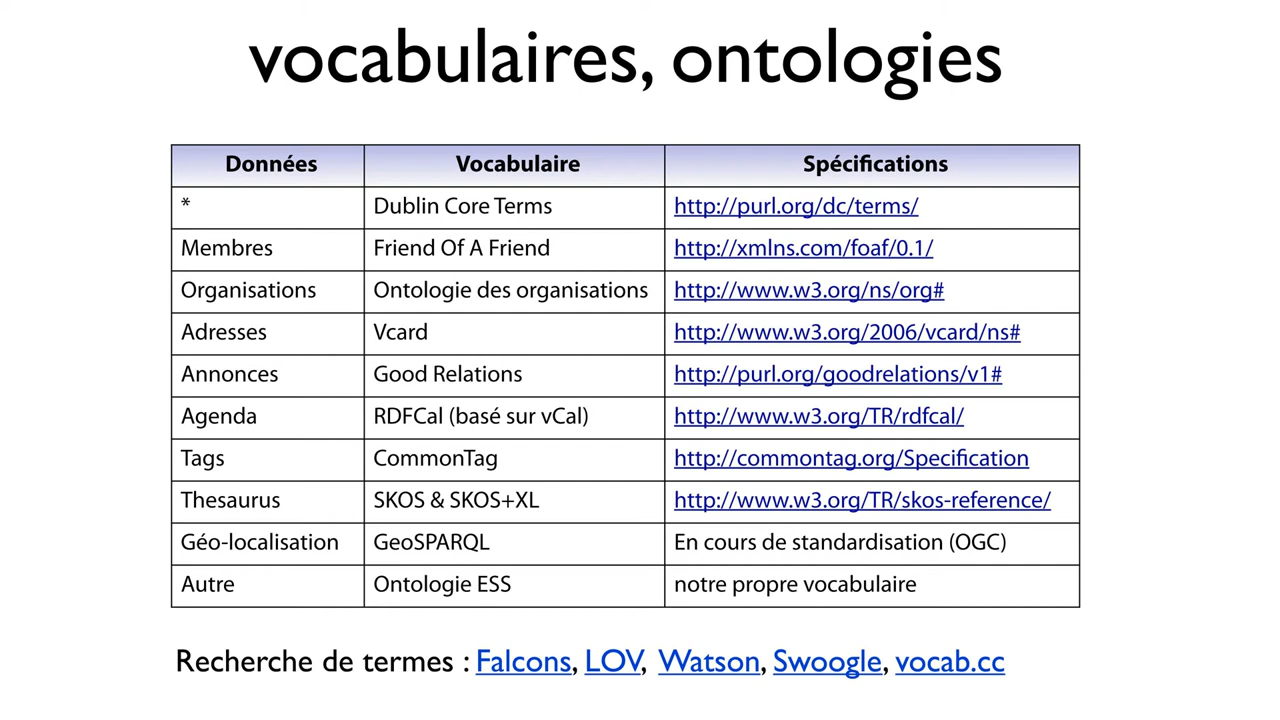 vocabulaires, ontologies
Données Vocabulaire Spécifications
* Dublin Core Terms http://purl.org/dc/terms/
Membres Friend Of A Friend http://xmlns.com/foaf/0.1/
Organisations Ontologie des organisations http://www.w3.org/ns/org#
Adresses Vcard http://www.w3.org/2006/vcard/ns#
Annonces Good Relations http://purl.org/goodrelations/v1#
Agenda RDFCal (basé sur vCal) http://www.w3.org/TR/rdfcal/
Tags CommonTag http://commontag.org/Specification
Thesaurus SKOS & SKOS+XL http://www.w3.org/TR/skos-reference/
Géo-localisation GeoSPARQL En cours de standardisation (OGC)
Autre Ontologie ESS notre propre vocabulaire
Recherche de termes : Falcons, LOV, Watson, Swoogle, vocab.cc